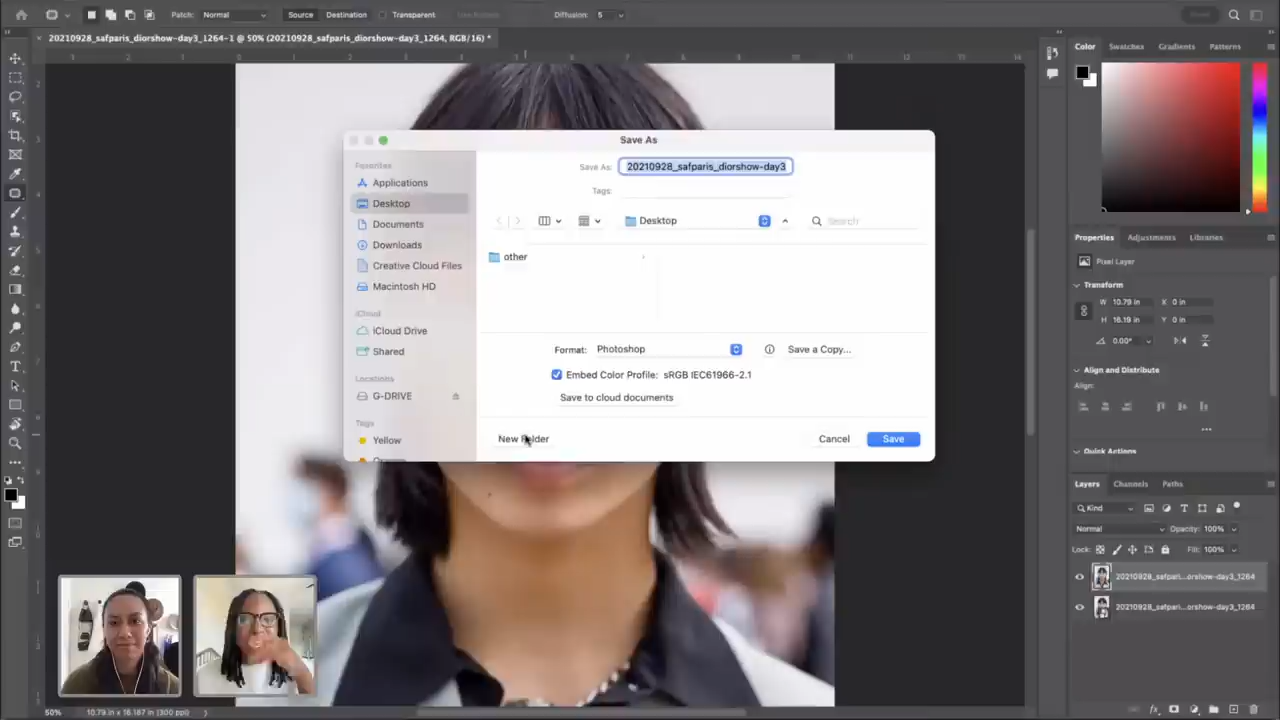 Patch: Normal Source Destination Transparent Diffusion: 5
× 20210928_safparis_diorshow-day3_1264-1 @ 50% (20210928_safparis_diorshow-day3_1264, RGB/16) *
Save As
Save As: 20210928_safparis_diorshow-day3
Tags:
Desktop
Search
other
Favorites
Applications
Desktop
Documents
Downloads
Creative Cloud Files
Macintosh HD
iCloud
iCloud Drive
Shared
Locations
G-DRIVE
Tags
Yellow
Format: Photoshop Save a Copy...
Embed Color Profile: sRGB IEC61966-2.1
Save to cloud documents
New Folder Cancel Save
Color Swatches Gradients Patterns
Properties Adjustments Libraries
Pixel Layer
Transform
W 10.79 in X 0 in
H 16.19 in Y 0 in
0.00°
Align and Distribute
Align:
Quick Actions
Layers Channels Paths
Kind
Normal Opacity: 100%
Lock: Fill: 100%
20210928_safpari...orshow-day3_1264
20210928_safpari...orshow-day3_1264
50% 10.79 in x 16.187 in (300 ppi)